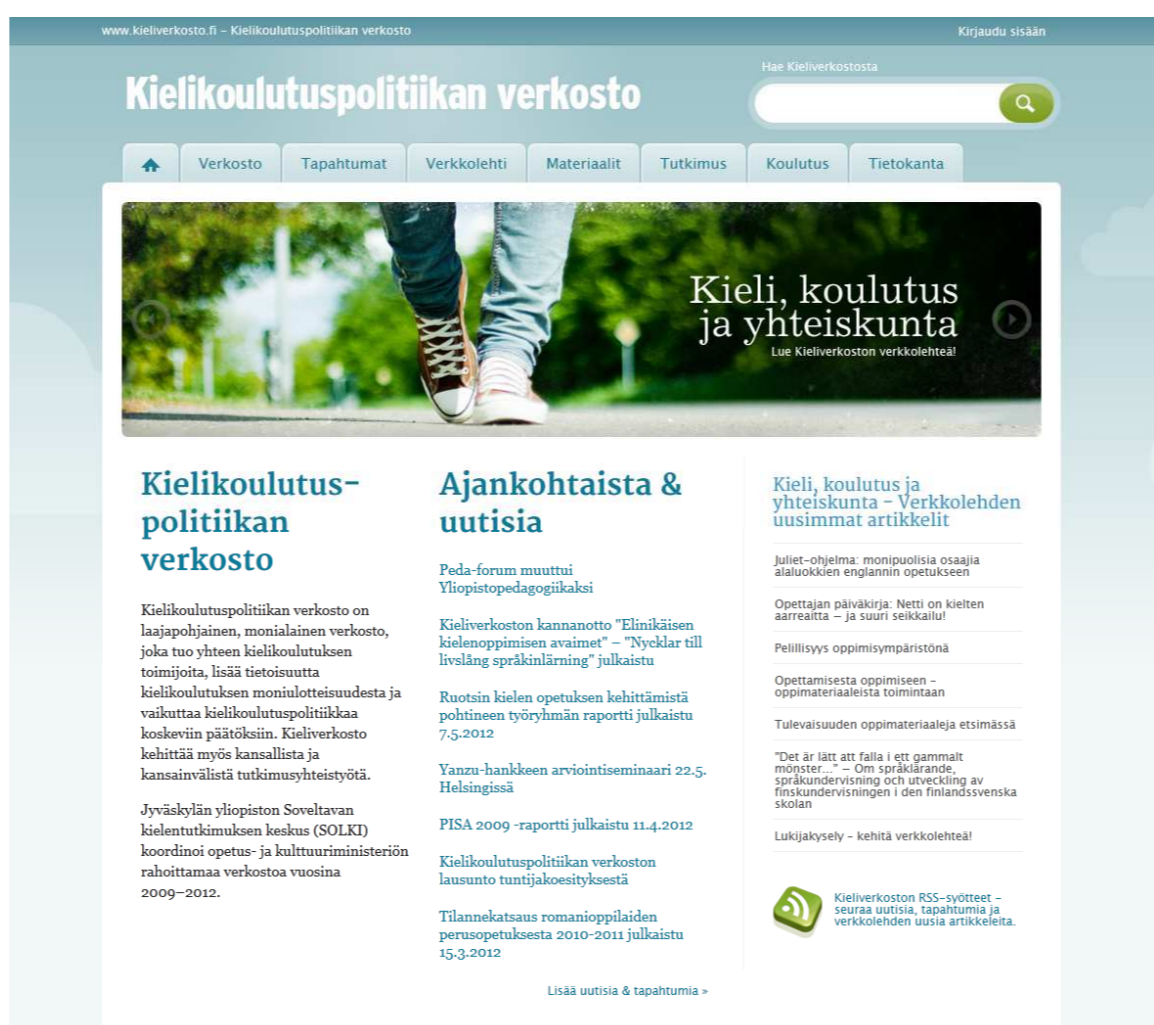 www.kieliverkosto.fi – Kielikoulutuspolitiikan verkosto
Kirjaudu sisään
Kielikoulutuspolitiikan verkosto
Hae Kieliverkostosta
Verkosto
Tapahtumat
Verkkolehti
Materiaalit
Tutkimus
Koulutus
Tietokanta
Kieli, koulutus
ja yhteiskunta
Lue Kieliverkoston verkkolehteä!
Kielikoulutus-
politiikan
verkosto
Kielikoulutuspolitiikan verkosto on
laajapohjainen, monialainen verkosto,
joka tuo yhteen kielikoulutuksen
toimijoita, lisää tietoisuutta
kielikoulutuksen moniulotteisuudesta ja
vaikuttaa kielikoulutuspolitiikkaa
koskeviin päätöksiin. Kieliverkosto
kehittää myös kansallista ja
kansainvälistä tutkimusyhteistyötä.
Jyväskylän yliopiston Soveltavan
kielentutkimuksen keskus (SOLKI)
koordinoi opetus- ja kulttuuriministeriön
rahoittamaa verkostoa vuosina
2009–2012.
Ajankohtaista &
uutisia
Peda-forum muuttui
Yliopistopedagogiikaksi
Kieliverkoston kannanotto "Elinikäisen
kielenoppimisen avaimet" – "Nycklar till
livslång språkinlärning" julkaistu
Ruotsin kielen opetuksen kehittämistä
pohtineen työryhmän raportti julkaistu
7.5.2012
Yanzu-hankkeen arviointiseminaari 22.5.
Helsingissä
PISA 2009 -raportti julkaistu 11.4.2012
Kielikoulutuspolitiikan verkoston
lausunto tuntijakoesityksestä
Tilannekatsaus romanioppilaiden
perusopetuksesta 2010-2011 julkaistu
15.3.2012
Lisää uutisia & tapahtumia »
Kieli, koulutus ja
yhteiskunta - Verkkolehden
uusimmat artikkelit
Juliet-ohjelma: monipuolisia osaajia
alaluokkien englannin opetukseen
Opettajan päiväkirja: Netti on kielten
aarreaitta – ja suuri seikkailu!
Pelillisyys oppimisympäristönä
Opettamisesta oppimiseen -
oppimateriaaleista toimintaan
Tulevaisuuden oppimateriaaleja etsimässä
"Det är lätt att falla i ett gammalt
mönster…" – Om språklärande,
språkundervisning och utveckling av
finskundervisningen i den finlandssvenska
skolan
Lukijakysely - kehitä verkkolehteä!
Kieliverkoston RSS-syötteet –
seuraa uutisia, tapahtumia ja
verkkolehden uusia artikkeleita.